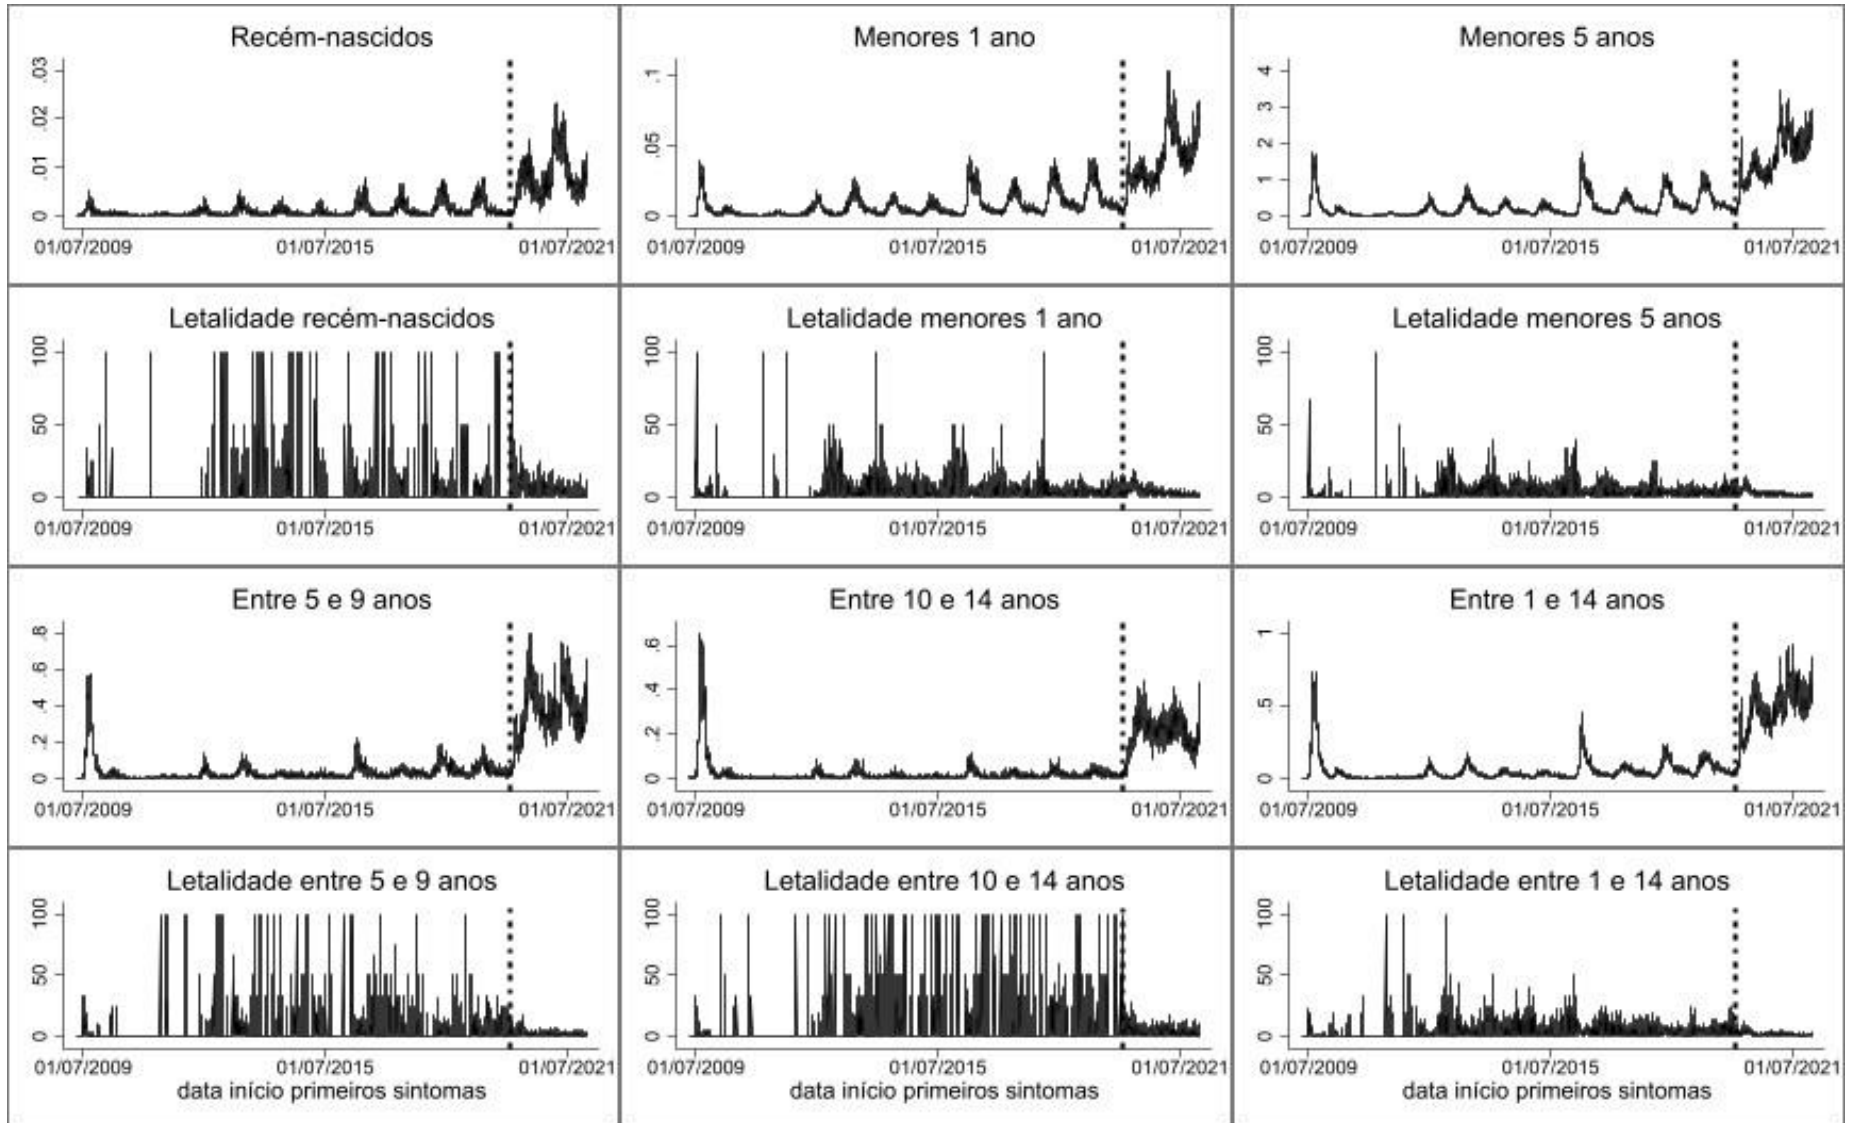 Recém-nascidos
Menores 1 ano
Menores 5 anos
.03
.02
.01
0
01/07/2009 01/07/2015 01/07/2021
.1
.05
0
01/07/2009 01/07/2015 01/07/2021
4
3
2
1
0
01/07/2009 01/07/2015 01/07/2021
Letalidade recém-nascidos
Letalidade menores 1 ano
Letalidade menores 5 anos
100
50
0
01/07/2009 01/07/2015 01/07/2021
100
50
0
01/07/2009 01/07/2015 01/07/2021
100
50
0
01/07/2009 01/07/2015 01/07/2021
Entre 5 e 9 anos
Entre 10 e 14 anos
Entre 1 e 14 anos
.8
.6
.4
.2
0
01/07/2009 01/07/2015 01/07/2021
.6
.4
.2
0
01/07/2009 01/07/2015 01/07/2021
1
.5
0
01/07/2009 01/07/2015 01/07/2021
Letalidade entre 5 e 9 anos
Letalidade entre 10 e 14 anos
Letalidade entre 1 e 14 anos
100
50
0
01/07/2009 01/07/2015 01/07/2021
data início primeiros sintomas
100
50
0
01/07/2009 01/07/2015 01/07/2021
data início primeiros sintomas
100
50
0
01/07/2009 01/07/2015 01/07/2021
data início primeiros sintomas